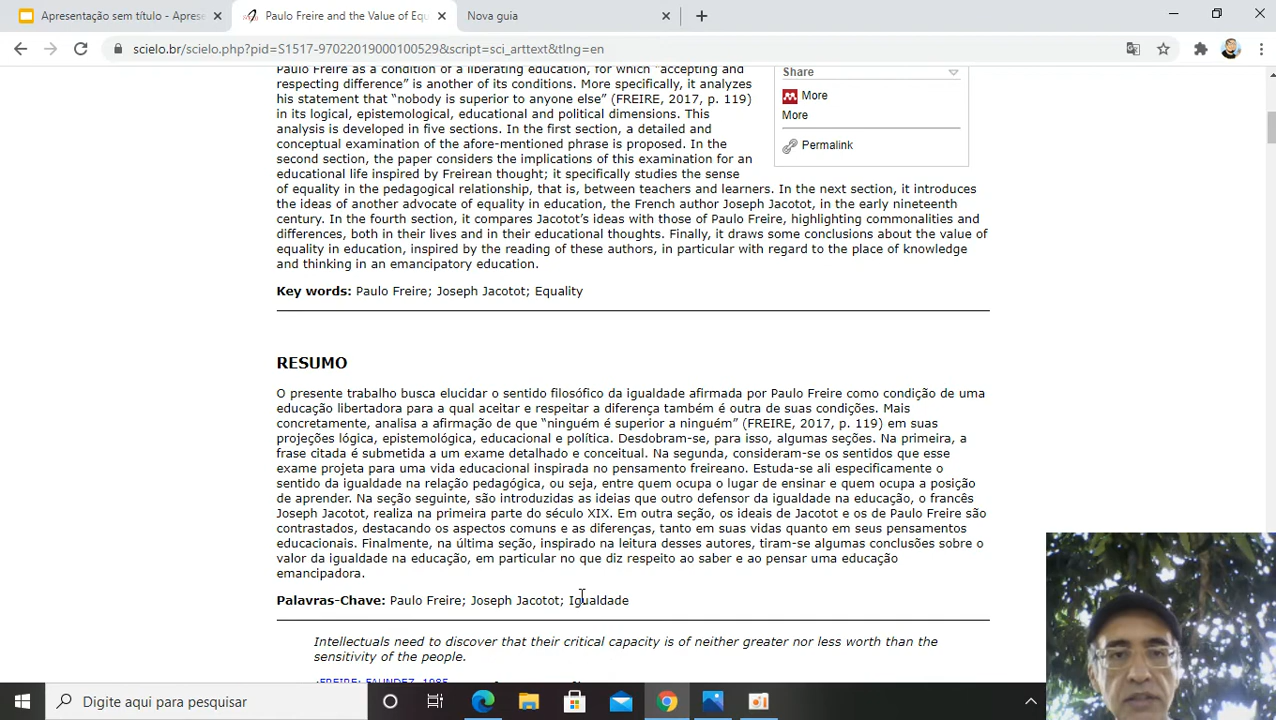 Apresentação sem título - Aprese
Paulo Freire and the Value of Equ
Nova guia
scielo.br/scielo.php?pid=S1517-97022019000100529&script=sci_arttext&tlng=en
Paulo Freire as a condition of a liberating education, for which “accepting and
respecting difference” is another of its conditions. More specifically, it analyzes
his statement that “nobody is superior to anyone else” (FREIRE, 2017, p. 119)
in its logical, epistemological, educational and political dimensions. This
analysis is developed in five sections. In the first section, a detailed and
conceptual examination of the afore-mentioned phrase is proposed. In the
second section, the paper considers the implications of this examination for an
educational life inspired by Freirean thought; it specifically studies the sense
of equality in the pedagogical relationship, that is, between teachers and learners. In the next section, it introduces
the ideas of another advocate of equality in education, the French author Joseph Jacotot, in the early nineteenth
century. In the fourth section, it compares Jacotot’s ideas with those of Paulo Freire, highlighting commonalities and
differences, both in their lives and in their educational thoughts. Finally, it draws some conclusions about the value of
equality in education, inspired by the reading of these authors, in particular with regard to the place of knowledge
and thinking in an emancipatory education.
Share
More
More
Permalink
Key words: Paulo Freire; Joseph Jacotot; Equality
RESUMO
O presente trabalho busca elucidar o sentido filosófico da igualdade afirmada por Paulo Freire como condição de uma
educação libertadora para a qual aceitar e respeitar a diferença também é outra de suas condições. Mais
concretamente, analisa a afirmação de que “ninguém é superior a ninguém” (FREIRE, 2017, p. 119) em suas
projeções lógica, epistemológica, educacional e política. Desdobram-se, para isso, algumas seções. Na primeira, a
frase citada é submetida a um exame detalhado e conceitual. Na segunda, consideram-se os sentidos que esse
exame projeta para uma vida educacional inspirada no pensamento freireano. Estuda-se ali especificamente o
sentido da igualdade na relação pedagógica, ou seja, entre quem ocupa o lugar de ensinar e quem ocupa a posição
de aprender. Na seção seguinte, são introduzidas as ideias que outro defensor da igualdade na educação, o francês
Joseph Jacotot, realiza na primeira parte do século XIX. Em outra seção, os ideais de Jacotot e os de Paulo Freire são
contrastados, destacando os aspectos comuns e as diferenças, tanto em suas vidas quanto em seus pensamentos
educacionais. Finalmente, na última seção, inspirado na leitura desses autores, tiram-se algumas conclusões sobre o
valor da igualdade na educação, em particular no que diz respeito ao saber e ao pensar uma educação
emancipadora.
Palavras-Chave: Paulo Freire; Joseph Jacotot; Igualdade
Intellectuals need to discover that their critical capacity is of neither greater nor less worth than the
sensitivity of the people.
(FREIRE; FAUNDEZ, 1985
Digite aqui para pesquisar